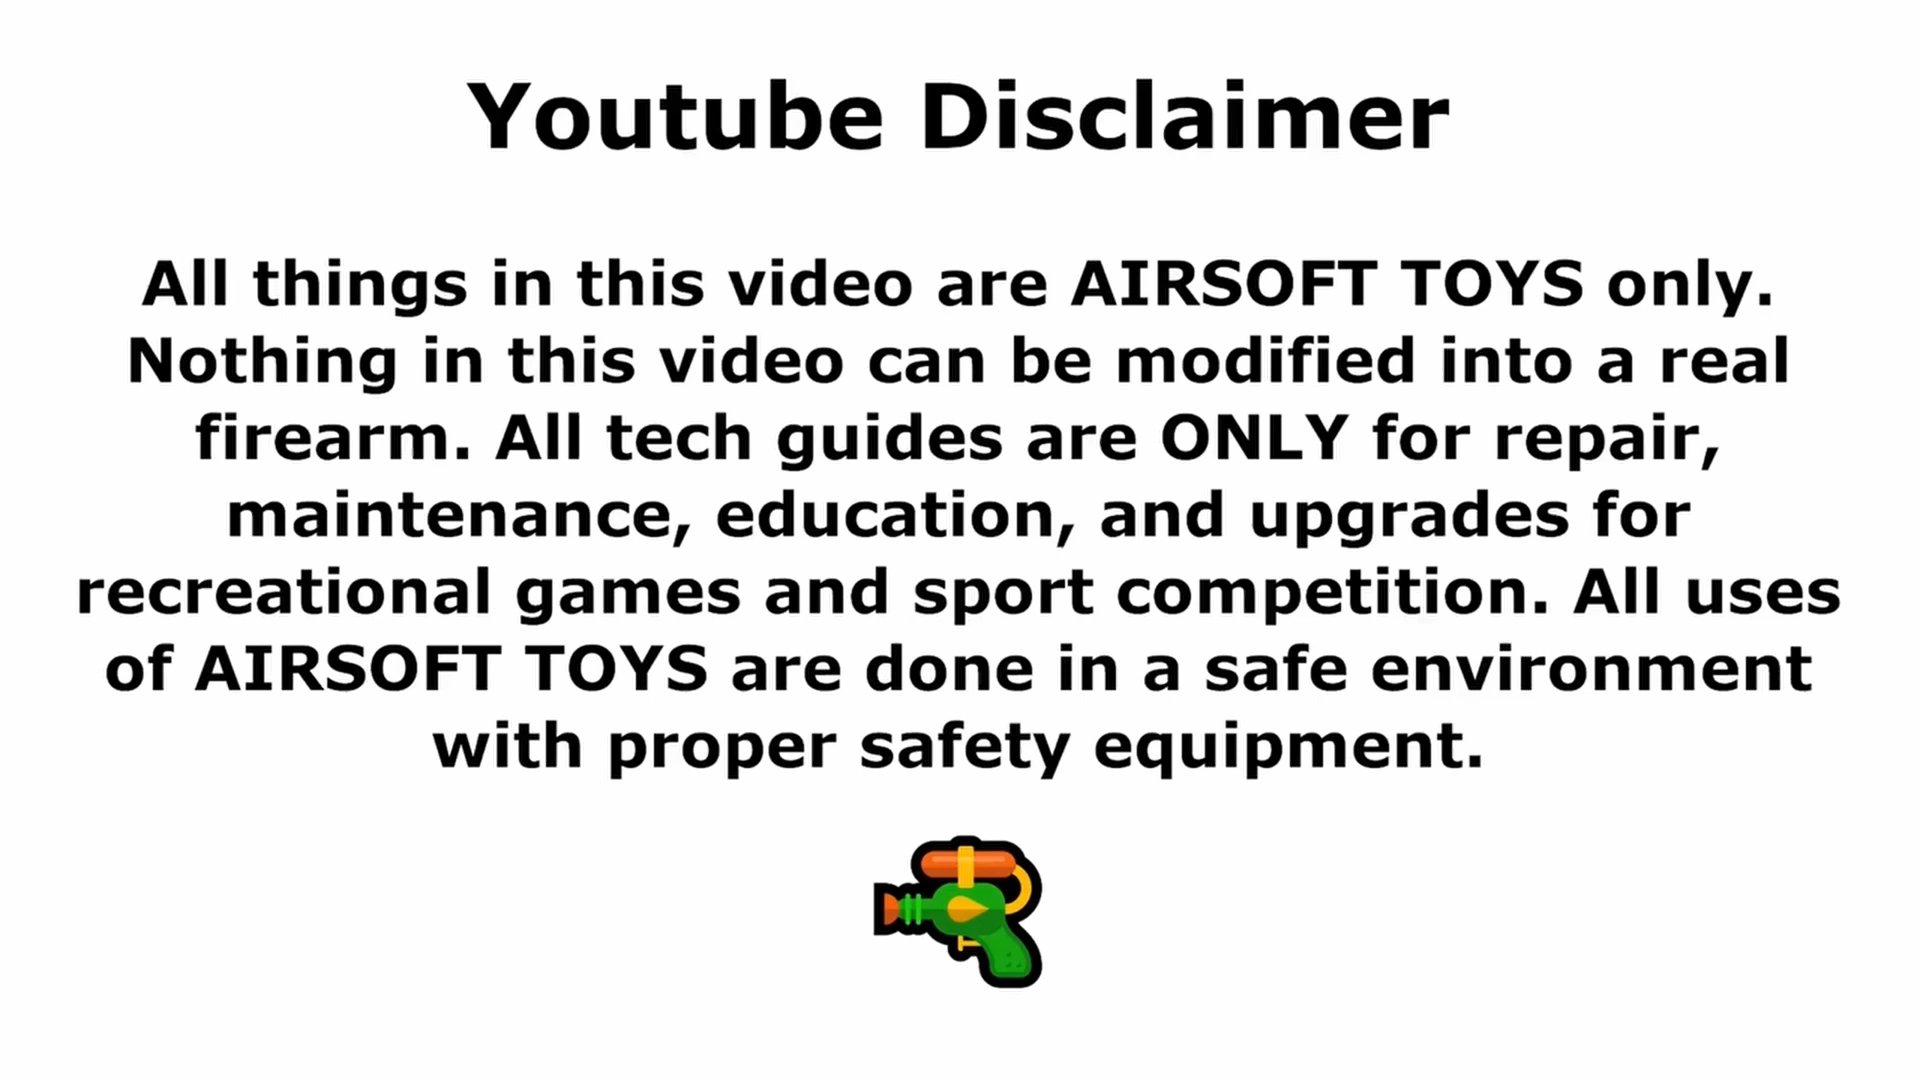 Youtube Disclaimer
All things in this video are AIRSOFT TOYS only.
Nothing in this video can be modified into a real
firearm. All tech guides are ONLY for repair,
maintenance, education, and upgrades for
recreational games and sport competition. All uses
of AIRSOFT TOYS are done in a safe environment
with proper safety equipment.